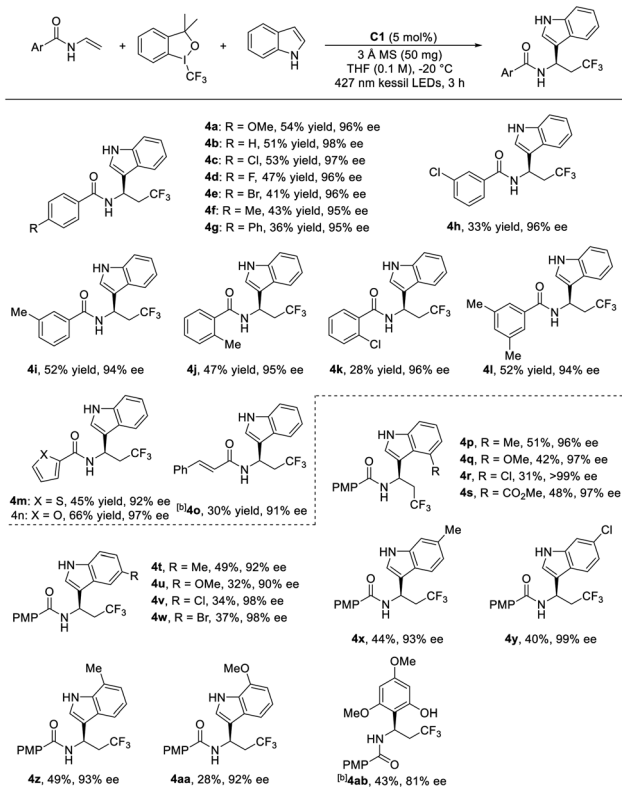 O
Ar N H
+
Me Me
O
I
CF3
+
HN
C1 (5 mol%)
3 Å MS (50 mg)
THF (0.1 M), -20 °C
427 nm kessil LEDs, 3 h
HN
O
Ar N H CF3
HN
O
N H CF3
R
4a: R = OMe, 54% yield, 96% ee
4b: R = H, 51% yield, 98% ee
4c: R = Cl, 53% yield, 97% ee
4d: R = F, 47% yield, 96% ee
4e: R = Br, 41% yield, 96% ee
4f: R = Me, 43% yield, 95% ee
4g: R = Ph, 36% yield, 95% ee
HN
O
Cl N H CF3
4h, 33% yield, 96% ee
HN
O
Me N H CF3
4i, 52% yield, 94% ee
HN
O
N H CF3
Me
4j, 47% yield, 95% ee
HN
O
N H CF3
Cl
4k, 28% yield, 96% ee
HN
O
Me N H CF3
Me
4l, 52% yield, 94% ee
HN
X O
N H CF3
4m: X = S, 45% yield, 92% ee
4n: X = O, 66% yield, 97% ee
HN
O
Ph N H CF3
[b]4o, 30% yield, 91% ee
HN
O R
PMP N H
CF3
4p, R = Me, 51%, 96% ee
4q, R = OMe, 42%, 97% ee
4r, R = Cl, 31%, >99% ee
4s, R = CO2Me, 48%, 97% ee
HN R
O
PMP N H CF3
4t, R = Me, 49%, 92% ee
4u, R = OMe, 32%, 90% ee
4v, R = Cl, 34%, 98% ee
4w, R = Br, 37%, 98% ee
Me
HN
O
PMP N H CF3
4x, 44%, 93% ee
Cl
HN
O
PMP N H CF3
4y, 40%, 99% ee
Me
HN
O
PMP N H CF3
4z, 49%, 93% ee
MeO
HN
O
PMP N H CF3
4aa, 28%, 92% ee
OMe
MeO OH
HN CF3
PMP O
[b]4ab, 43%, 81% ee